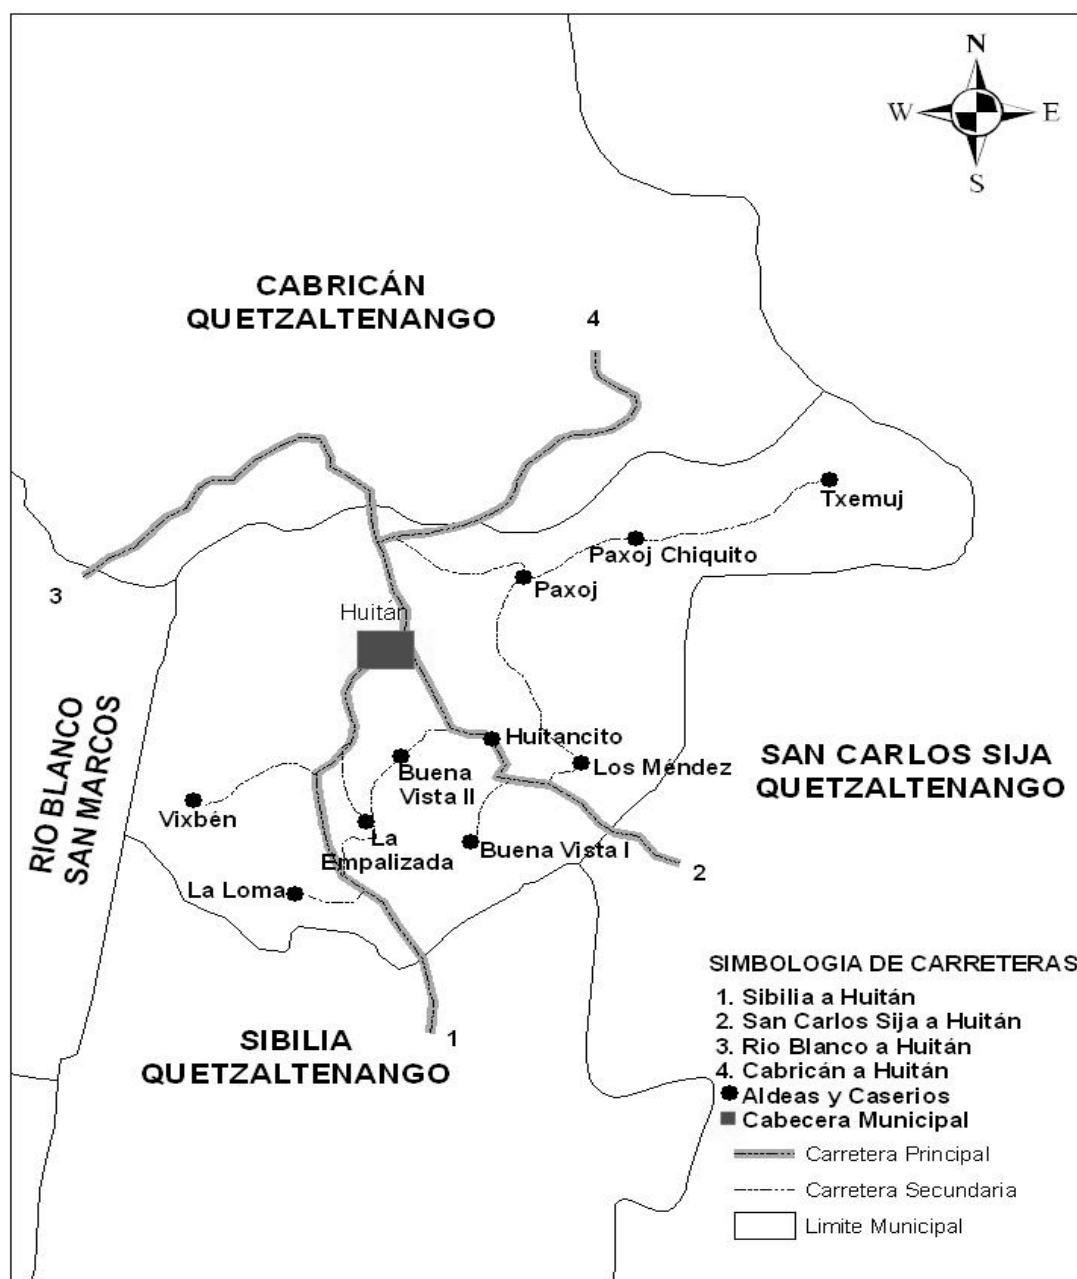 N
W
E
S
CABRICÁN
QUETZALTENANGO
4
Txemuj
Paxoj Chiquito
Paxoj
3
Huitán
RIO BLANCO
SAN MARCOS
Huitancito
Los Méndez
SAN CARLOS SIJA
QUETZALTENANGO
Buena
Vista II
Vixbén
La
Empalizada
Buena Vista I
2
La Loma
SIBILIA
QUETZALTENANGO
1
SIMBOLOGIA DE CARRETERAS
1. Sibilia a Huitán
2. San Carlos Sija a Huitán
3. Rio Blanco a Huitán
4. Cabricán a Huitán
Aldeas y Caserios
Cabecera Municipal
Carretera Principal
Carretera Secundaria
Limite Municipal